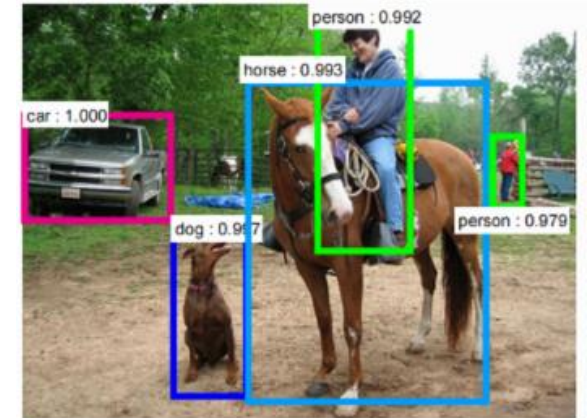 person : 0.992
horse : 0.993
car : 1.000
dog : 0.997
person : 0.979